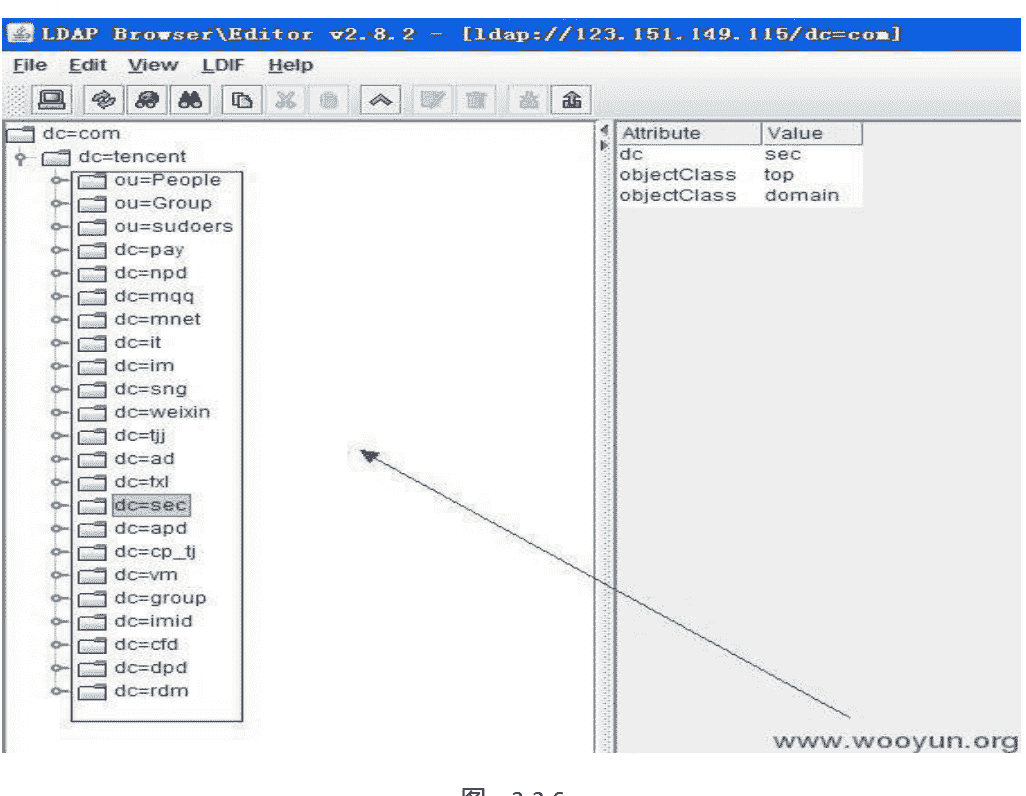 LDAP Browser\Editor v2.8.2 - [ldap://123.151.149.115/dc=com]
File Edit View LDIF Help
dc=com
dc=tencent
ou=People
ou=Group
ou=sudoers
dc=pay
dc=npd
dc=mqq
dc=mnet
dc=it
dc=im
dc=sng
dc=weixin
dc=tjj
dc=ad
dc=txl
dc=sec
dc=apd
dc=cp_tj
dc=vm
dc=group
dc=imid
dc=cfd
dc=dpd
dc=rdm
Attribute Value
dc sec
objectClass top
objectClass domain
www.wooyun.org